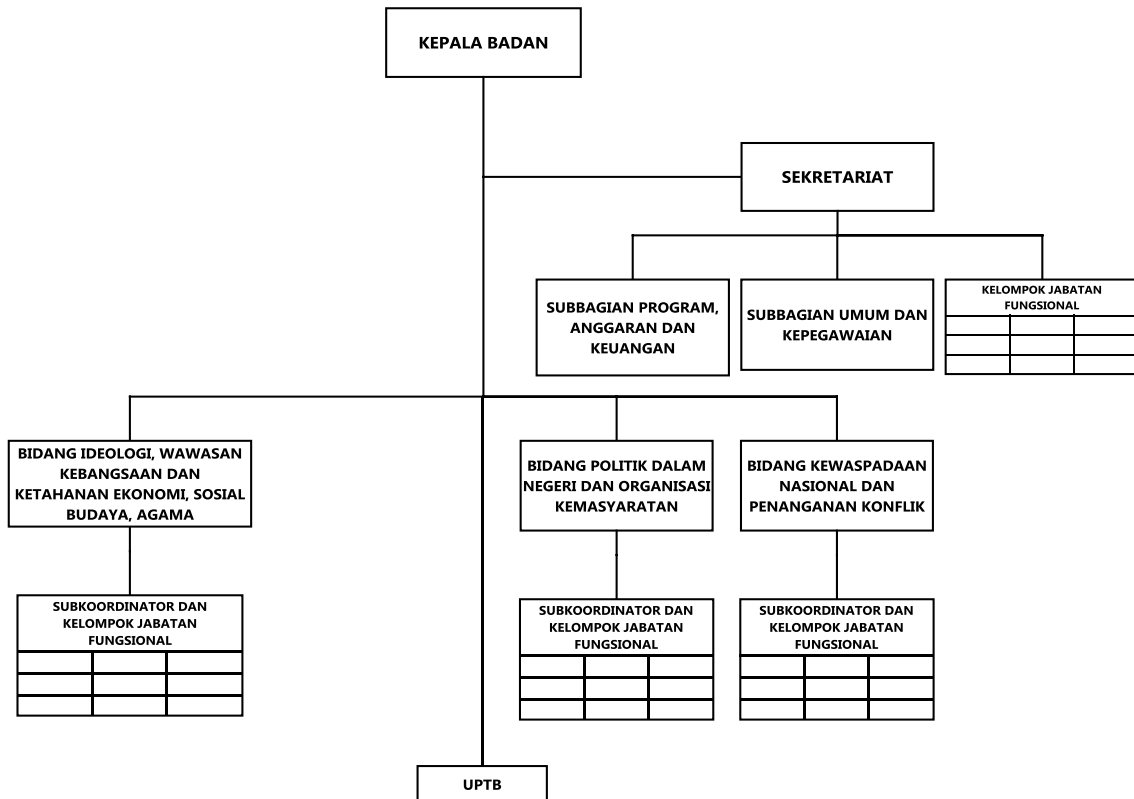 KEPALA BADAN
SEKRETARIAT
SUBBAGIAN PROGRAM,
ANGGARAN DAN
KEUANGAN
SUBBAGIAN UMUM DAN
KEPEGAWAIAN
KELOMPOK JABATAN
FUNGSIONAL
BIDANG IDEOLOGI, WAWASAN
KEBANGSAAN DAN
KETAHANAN EKONOMI, SOSIAL
BUDAYA, AGAMA
BIDANG POLITIK DALAM
NEGERI DAN ORGANISASI
KEMASYARATAN
BIDANG KEWASPADAAN
NASIONAL DAN
PENANGANAN KONFLIK
SUBKOORDINATOR DAN
KELOMPOK JABATAN
FUNGSIONAL
SUBKOORDINATOR DAN
KELOMPOK JABATAN
FUNGSIONAL
SUBKOORDINATOR DAN
KELOMPOK JABATAN
FUNGSIONAL
UPTB